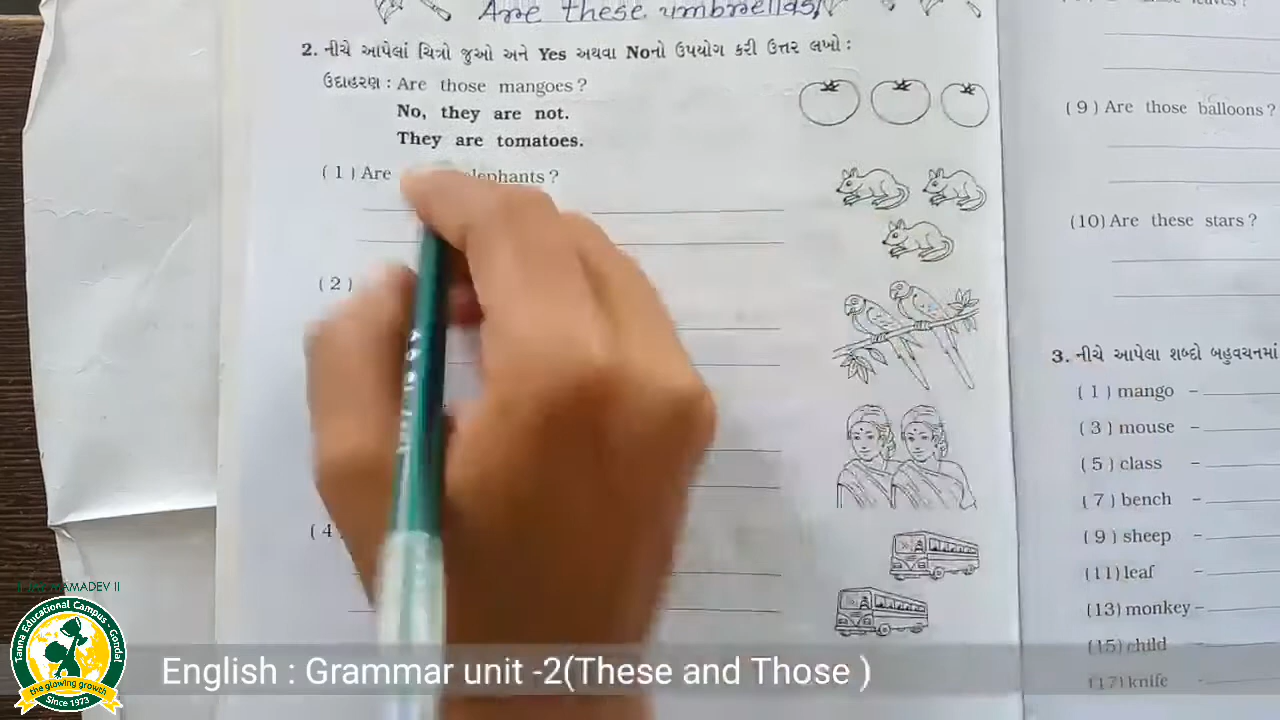 Are these umbrellas,
2. નીચે આપેલાં ચિત્રો જુઓ અને Yes અથવા Noનો ઉપયોગ કરી ઉત્તર લખો :
ઉદાહરણ : Are those mangoes ?
No, they are not.
They are tomatoes.
( 1 ) Are elephants ?
( 2 )
( 4
( 9 ) Are those balloons ?
(10) Are these stars ?
3. નીચે આપેલા શબ્દો બહુવચનમાં
( 1 ) mango –
( 3 ) mouse –
( 5 ) class –
( 7 ) bench –
( 9 ) sheep –
(11) leaf –
(13) monkey –
(15) child –
(17) knife –
Tanna Educational Campus - Gondal
the glowing growth
Since 1973
English : Grammar unit -2(These and Those )